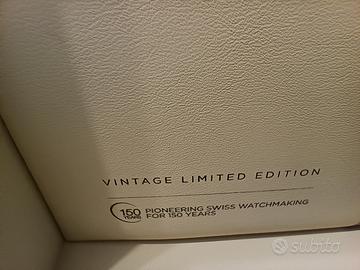 VINTAGE LIMITED EDITION
150 YEARS
PIONEERING SWISS WATCHMAKING
FOR 150 YEARS
subito